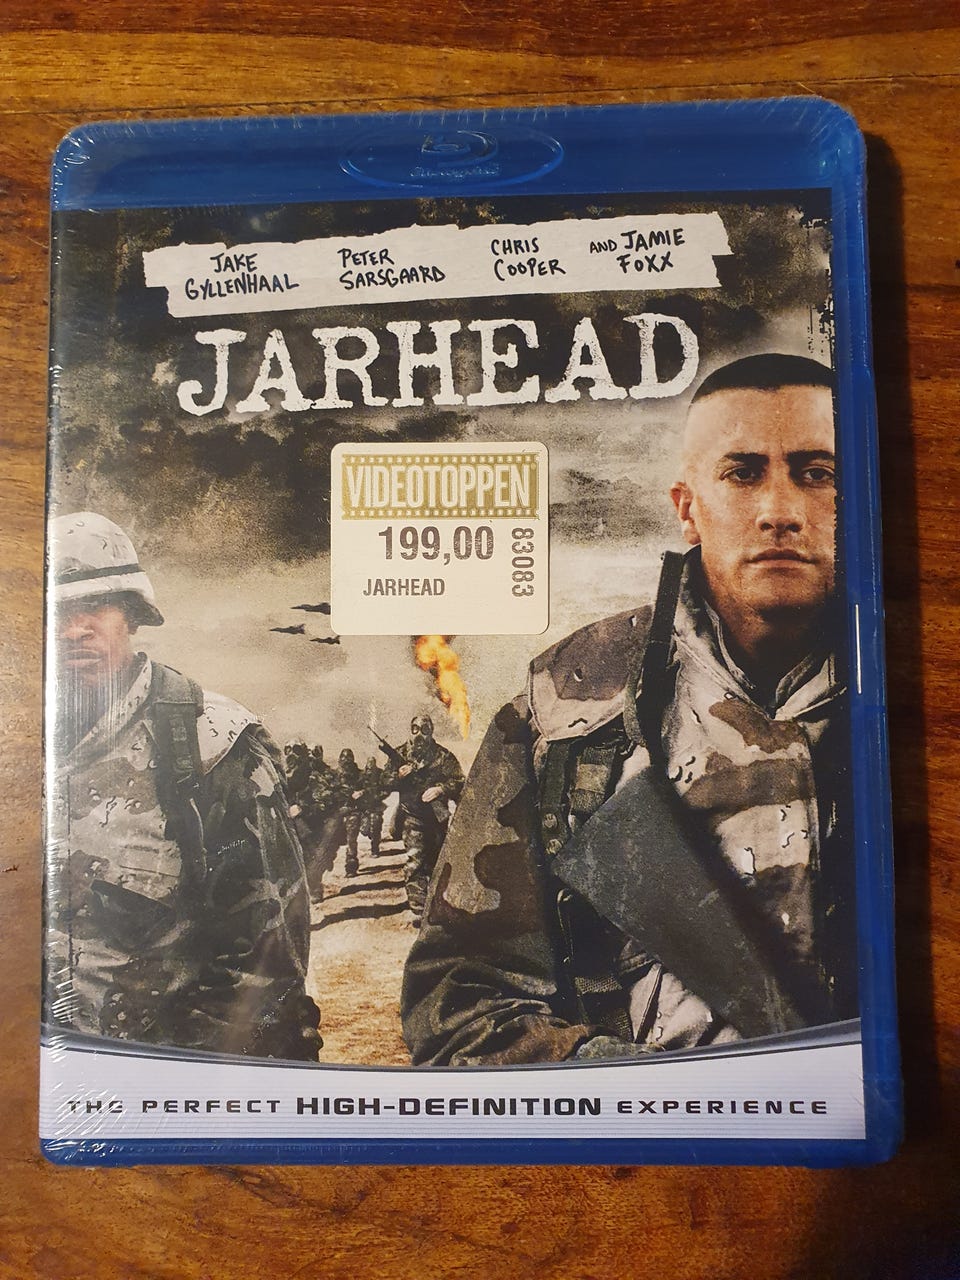 JAKE
GYLLENHAAL
PETER
SARSGAARD
CHRIS
COOPER
AND JAMIE
FOXX
JARHEAD
VIDEOTOPPEN
199,00
JARHEAD
83083
THE PERFECT HIGH-DEFINITION EXPERIENCE